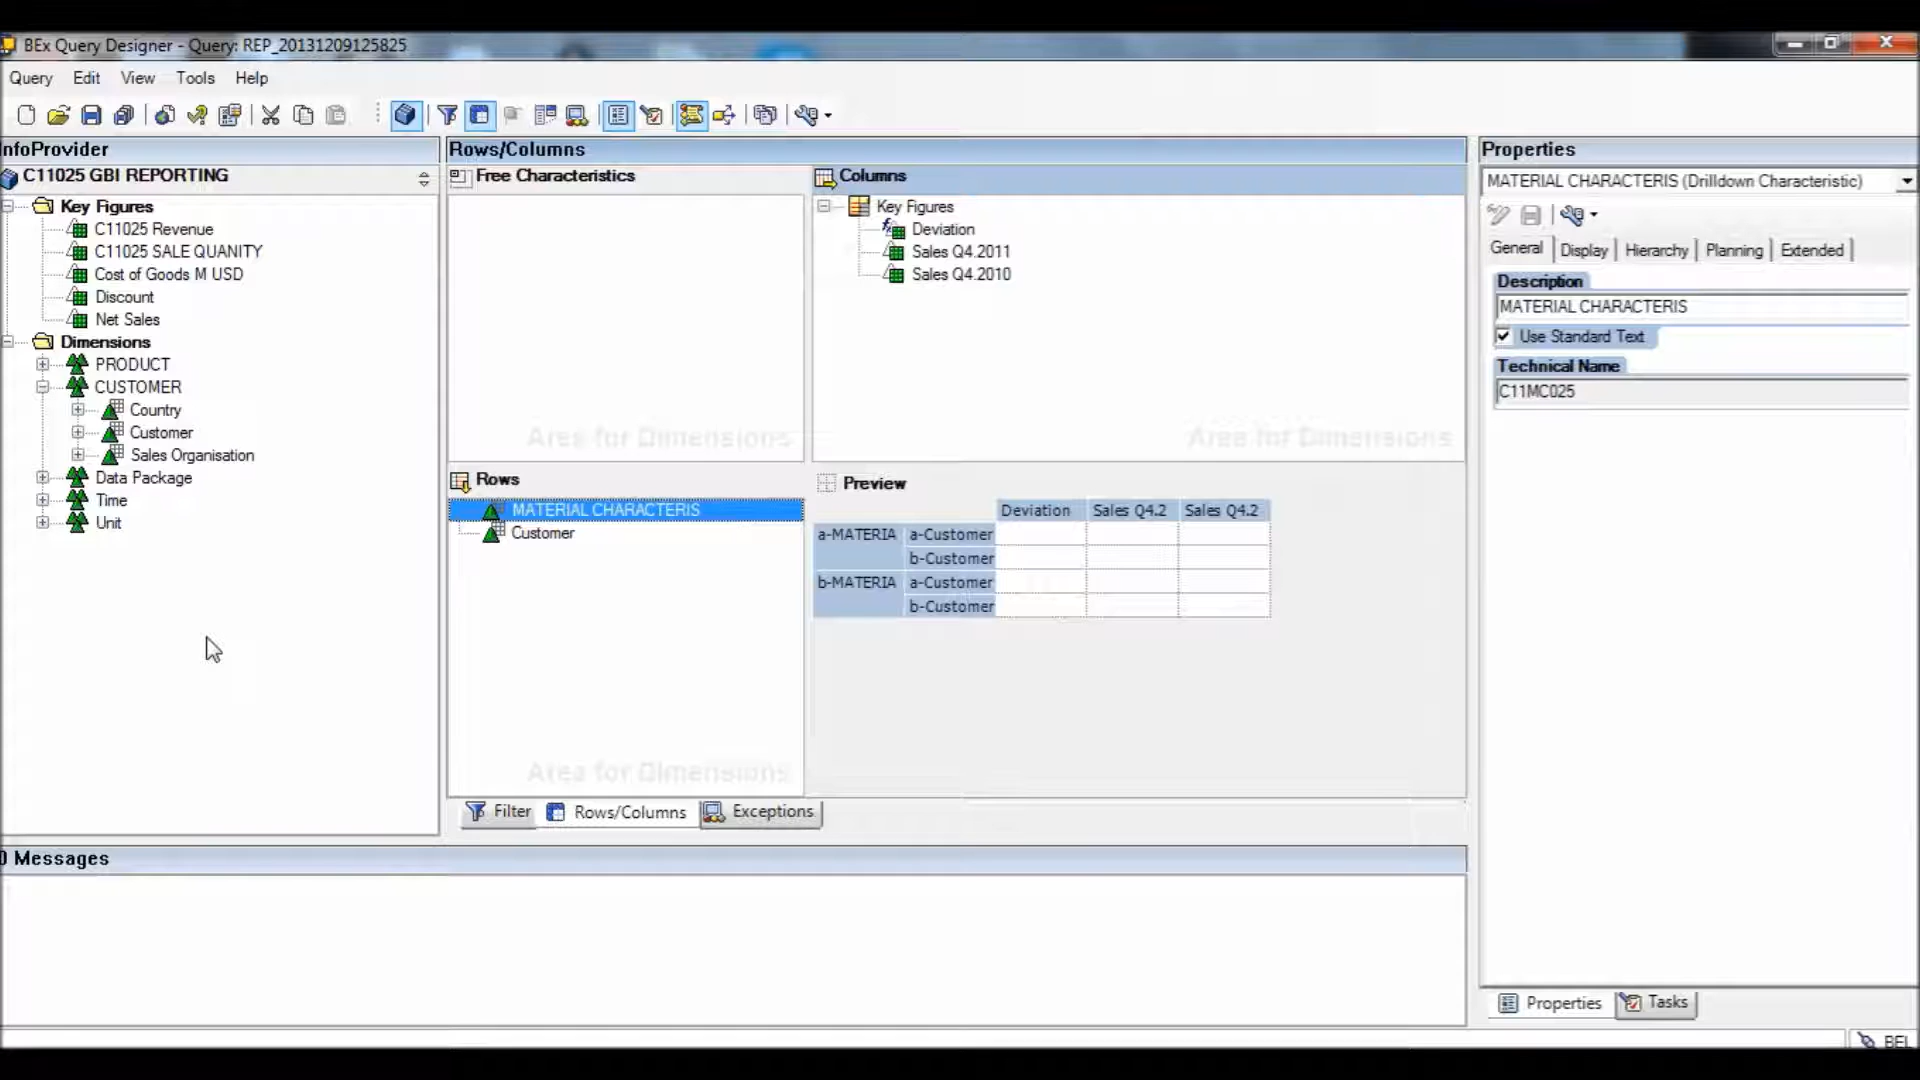 BEx Query Designer - Query: REP_20131209125825
Query Edit View Tools Help
nfoProvider
C11025 GBI REPORTING
Key Figures
C11025 Revenue
C11025 SALE QUANITY
Cost of Goods M USD
Discount
Net Sales
Dimensions
PRODUCT
CUSTOMER
Country
Customer
Sales Organisation
Data Package
Time
Unit
Rows/Columns
Free Characteristics
Area for Dimensions
Columns
Key Figures
Deviation
Sales Q4.2011
Sales Q4.2010
Area for Dimensions
Rows
MATERIAL CHARACTERIS
Customer
Area for Dimensions
Preview
Deviation Sales Q4.2 Sales Q4.2
a-MATERIA a-Customer
b-Customer
b-MATERIA a-Customer
b-Customer
Filter Rows/Columns Exceptions
0 Messages
Properties
MATERIAL CHARACTERIS (Drilldown Characteristic)
General Display Hierarchy Planning Extended
Description
MATERIAL CHARACTERIS
Use Standard Text
Technical Name
C11MC025
Properties Tasks
BEL